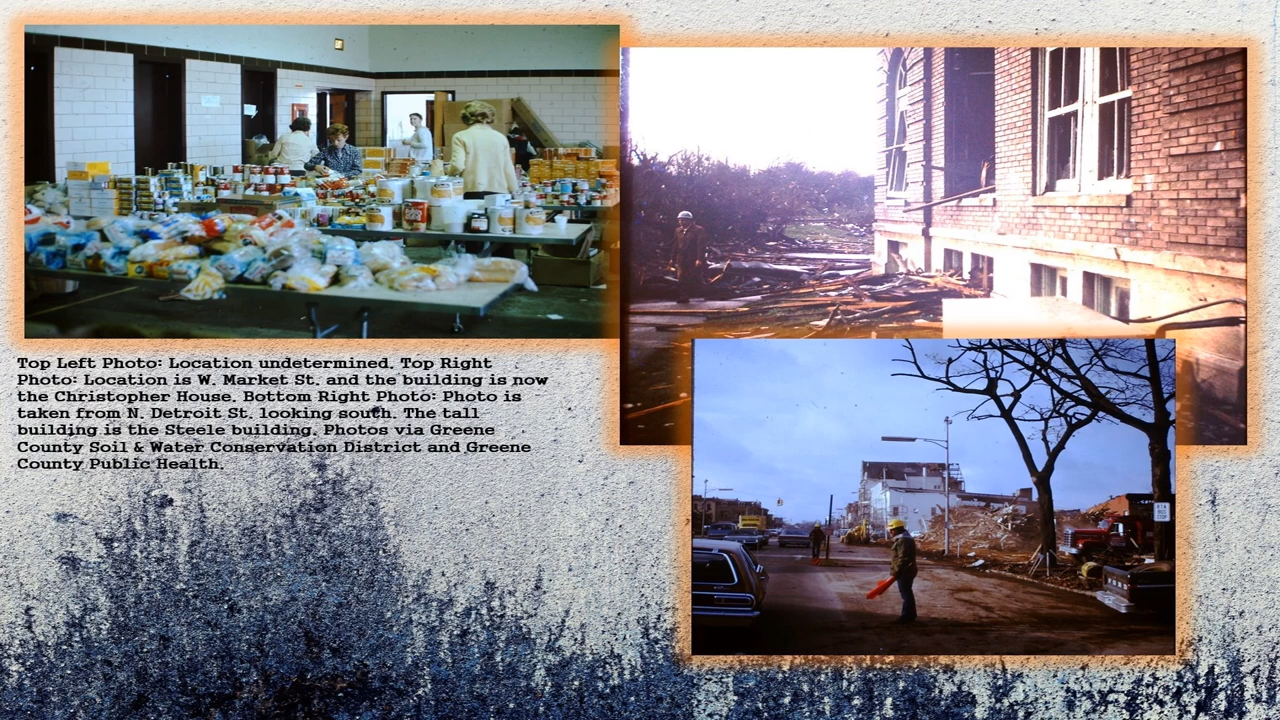 Top Left Photo: Location undetermined. Top Right
Photo: Location is W. Market St. and the building is now
the Christopher House. Bottom Right Photo: Photo is
taken from N. Detroit St. looking south. The tall
building is the Steele building. Photos via Greene
County Soil & Water Conservation District and Greene
County Public Health.